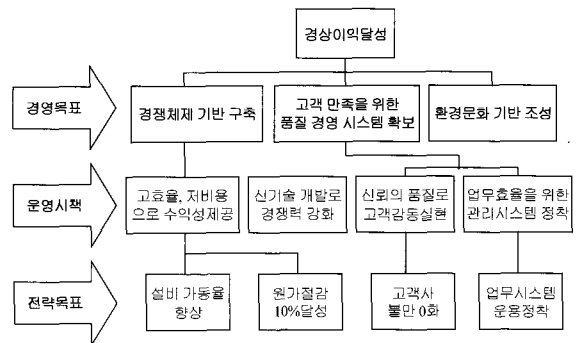 경상이익달성
경영목표
경쟁체제 기반 구축
고객 만족을 위한
품질 경영 시스템 확보
환경문화 기반 조성
운영시책
고효율, 저비용
으로 수익성제공
신기술 개발로
경쟁력 강화
신뢰의 품질로
고객감동실현
업무효율을 위한
관리시스템 정착
전략목표
설비 가동율
향상
원가절감
10%달성
고객사
불만 0화
업무시스템
운용정착